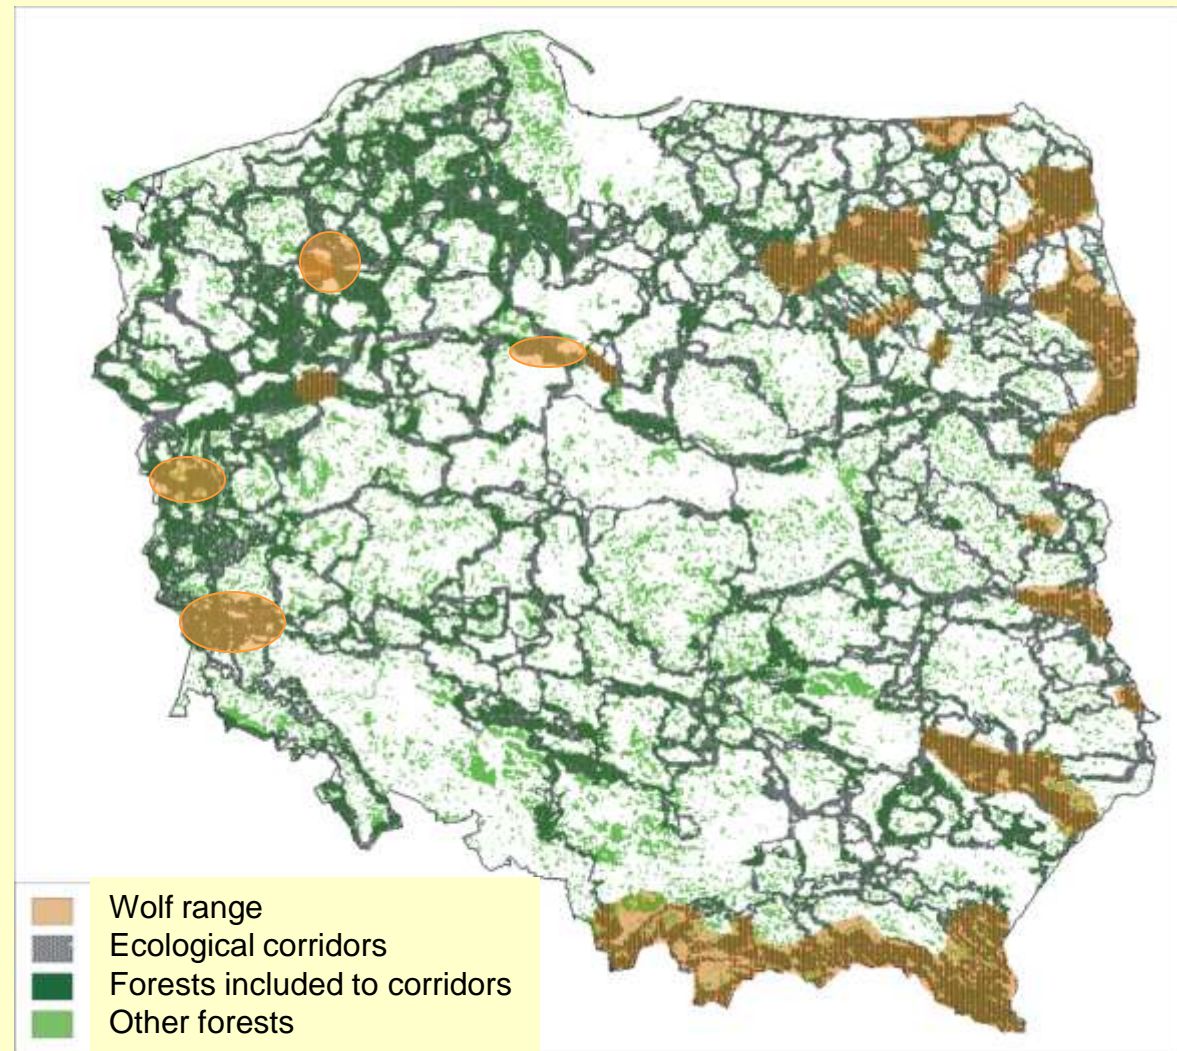 Wolf range
Ecological corridors
Forests included to corridors
Other forests